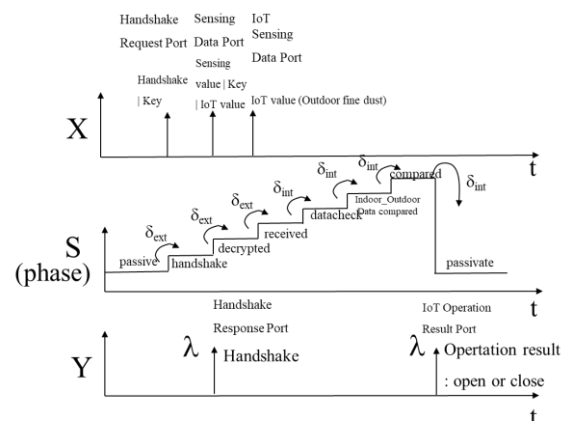 Handshake
Request Port
Sensing
Data Port
IoT
Sensing
Data Port
Handshake
| Key
Sensing
value | Key
| IoT value
IoT value (Outdoor fine dust)
X
t
δext
δext
δext
δint
δint
δint
δint
passive
handshake
decrypted
received
datacheck
Indoor_Outdoor
Data compared
compared
passivate
S
(phase)
t
Handshake
Response Port
λ Handshake
IoT Operation
Result Port
λ Opertation result
: open or close
Y
t